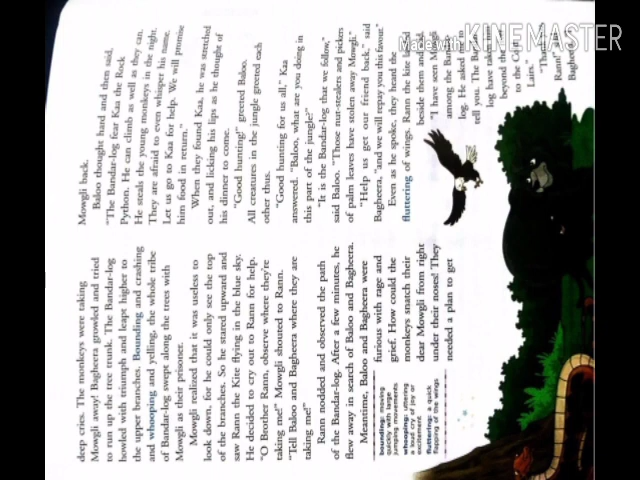 deep cries. The monkeys were taking
Mowgli away! Bagheera growled and tried
to run up the tree trunk. The Bandar-log
howled with triumph and leapt higher to
the upper branches. Bounding and crashing
and whooping and yelling, the whole tribe
of Bandar-log swept along the trees with
Mowgli as their prisoner.
Mowgli realized that it was useless to
look down, for he could only see the top
of the branches. So he stared upward and
saw Rann the Kite flying in the blue sky.
He decided to cry out Rann for help.
"O Brother Rann, observe where they're
taking me!" Mowgli shouted to Rann.
"Tell Baloo and Bagheera where they are
taking me!"
Rann nodded and observed the path
of the Bandar-log. After a few minutes, he
flew away in search of Baloo and Bagheera.
Meantime, Baloo and Bagheera were
furious with rage and
grief. How could the
monkeys snatch their
dear Mowgli from right
under their noses! They
needed a plan to get
bounding: moving
quickly with large
jumping movements
whooping: uttering
a loud cry of joy or
excitement
fluttering: a quick
flapping of the wings
Mowgli back.
Baloo thought hard and then said,
"The Bandar-log fear Kaa the Rock
Python. He can climb as well as they can.
He steals the young monkeys in the night.
They are afraid to even whisper his name.
Let us go to Kaa for help. We will promise
him food in return."
When they found Kaa, he was stretched
out, and licking his lips as he thought of
his dinner to come.
"Good hunting!" greeted Baloo.
All creatures in the jungle greeted each
other thus.
"Good hunting for us all," Kaa
answered. "Baloo, what are you doing in
this part of the jungle?"
"It is the Bandar-log that we follow,"
said Baloo. "Those nut-stealers and pickers
of palm leaves have stolen away Mowgli."
"Help us get our friend back," said
Bagheera, "and we will repay you this favour."
Even as he spoke, they heard the
fluttering of wings. Rann the kite
beside them and
"I have seen Mowgli
among the
log. He asked me to
tell you. The
log have taken
beyond the
to the
Lairs."
"Thank
Rann"
Bagheera
Made with KINEMASTER